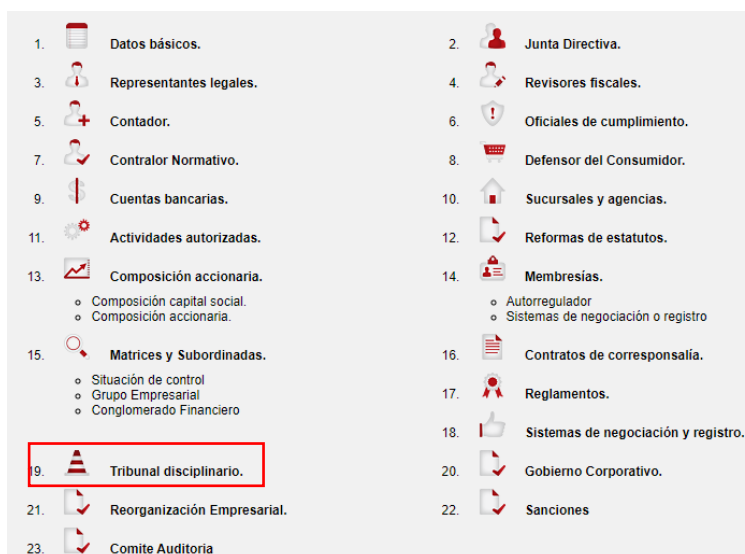 1. Datos básicos.
2. Junta Directiva.
3. Representantes legales.
4. Revisores fiscales.
5. Contador.
6. Oficiales de cumplimiento.
7. Contralor Normativo.
8. Defensor del Consumidor.
9. Cuentas bancarias.
10. Sucursales y agencias.
11. Actividades autorizadas.
12. Reformas de estatutos.
13. Composición accionaria.
Composición capital social.
Composición accionaria.
14. Membresías.
Autorregulador
Sistemas de negociación o registro
15. Matrices y Subordinadas.
Situación de control
Grupo Empresarial
Conglomerado Financiero
16. Contratos de corresponsalía.
17. Reglamentos.
18. Sistemas de negociación y registro.
19. Tribunal disciplinario.
20. Gobierno Corporativo.
21. Reorganización Empresarial.
22. Sanciones
23. Comite Auditoria